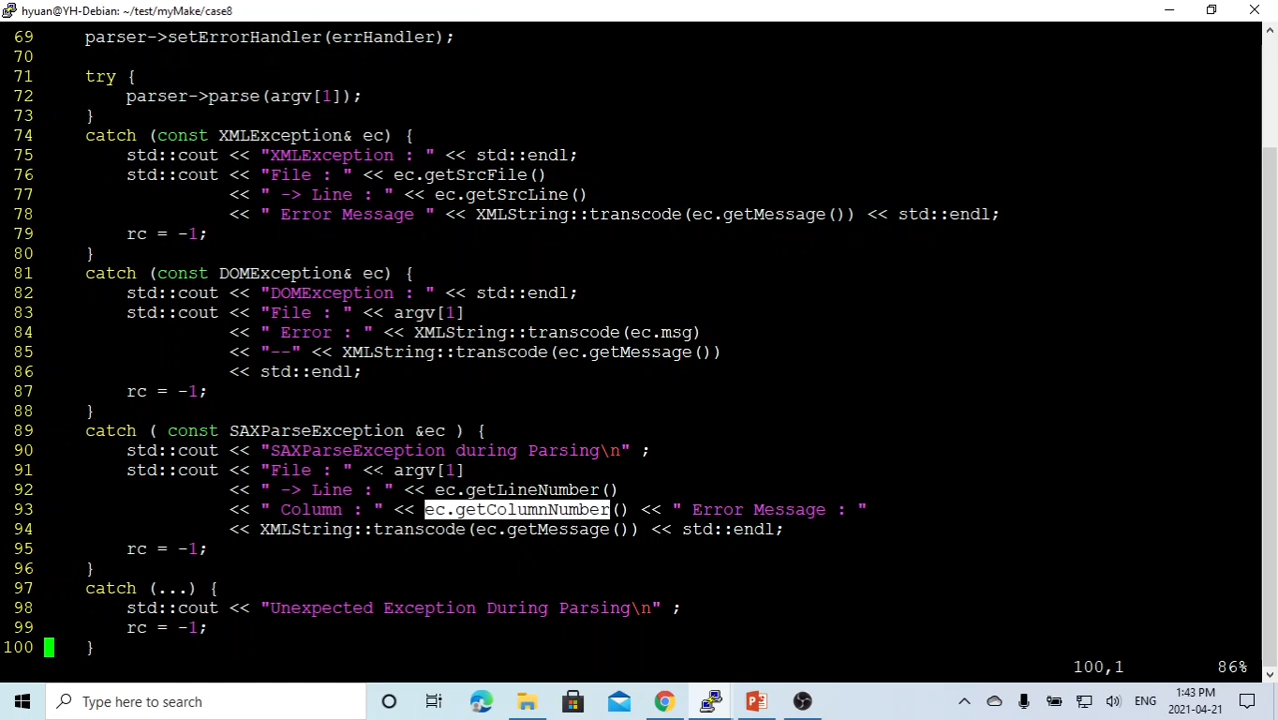 hyuan@YH-Debian: ~/test/myMake/case8
69     parser->setErrorHandler(errHandler);
70
71     try {
72         parser->parse(argv[1]);
73     }
74     catch (const XMLException& ec) {
75         std::cout << "XMLException : " << std::endl;
76         std::cout << "File : " << ec.getSrcFile()
77                   << " -> Line : " << ec.getSrcLine()
78                   << " Error Message " << XMLString::transcode(ec.getMessage()) << std::endl;
79         rc = -1;
80     }
81     catch (const DOMException& ec) {
82         std::cout << "DOMException : " << std::endl;
83         std::cout << "File : " << argv[1]
84                   << " Error : " << XMLString::transcode(ec.msg)
85                   << "--" << XMLString::transcode(ec.getMessage())
86                   << std::endl;
87         rc = -1;
88     }
89     catch ( const SAXParseException &ec ) {
90         std::cout << "SAXParseException during Parsing\n" ;
91         std::cout << "File : " << argv[1]
92                   << " -> Line : " << ec.getLineNumber()
93                   << " Column : " << ec.getColumnNumber() << " Error Message : "
94                   << XMLString::transcode(ec.getMessage()) << std::endl;
95         rc = -1;
96     }
97     catch (...) {
98         std::cout << "Unexpected Exception During Parsing\n" ;
99         rc = -1;
100     }
100,1 86%
Type here to search
ENG
1:43 PM
2021-04-21